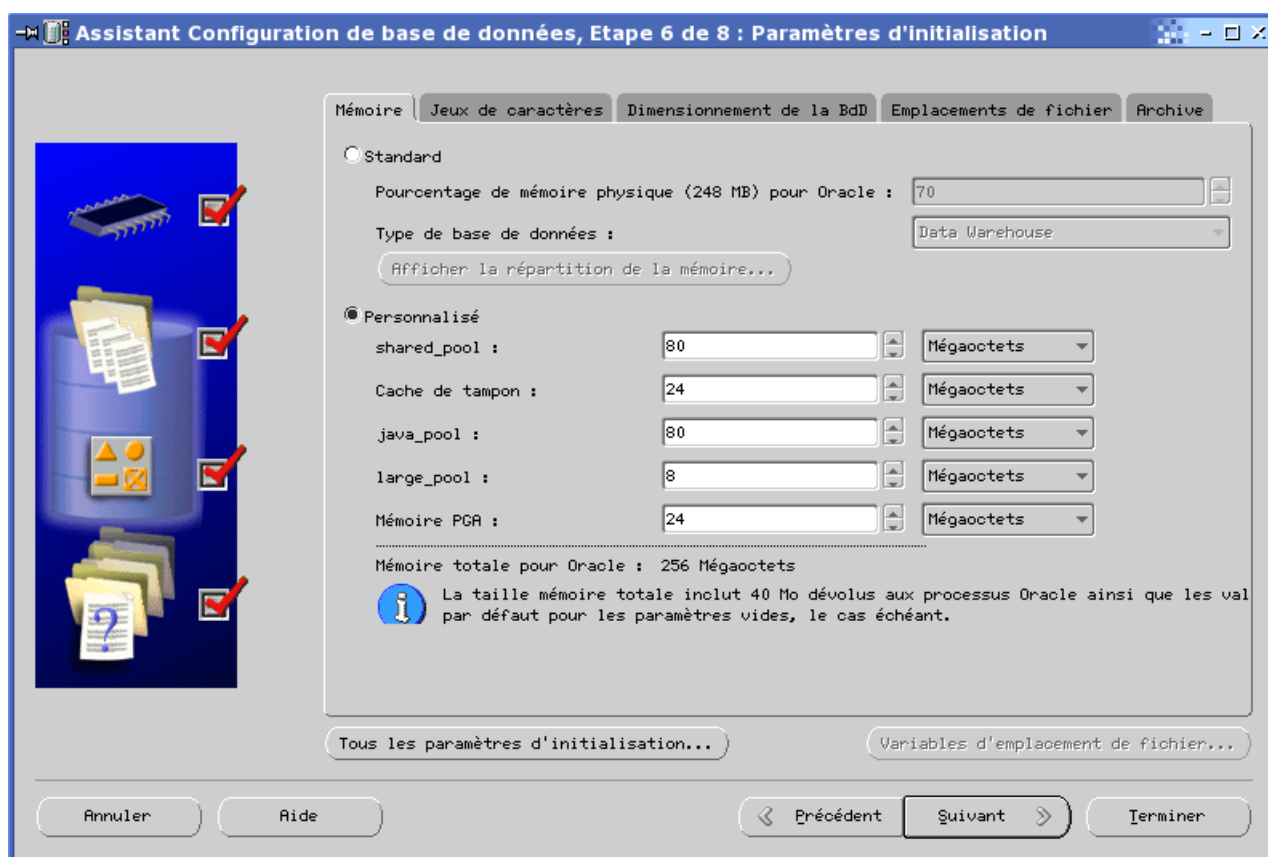 Assistant Configuration de base de données, Etape 6 de 8 : Paramètres d'initialisation
Mémoire Jeux de caractères Dimensionnement de la BdD Emplacements de fichier Archive
Standard
Pourcentage de mémoire physique (248 MB) pour Oracle : 70
Type de base de données : Data Warehouse
Afficher la répartition de la mémoire...
Personnalisé
shared_pool : 80 Mégaoctets
Cache de tampon : 24 Mégaoctets
java_pool : 80 Mégaoctets
large_pool : 8 Mégaoctets
Mémoire PGA : 24 Mégaoctets
Mémoire totale pour Oracle : 256 Mégaoctets
La taille mémoire totale inclut 40 Mo dévolus aux processus Oracle ainsi que les val
par défaut pour les paramètres vides, le cas échéant.
?
Tous les paramètres d'initialisation... Variables d'emplacement de fichier...
Annuler Aide Précédent Suivant Terminer